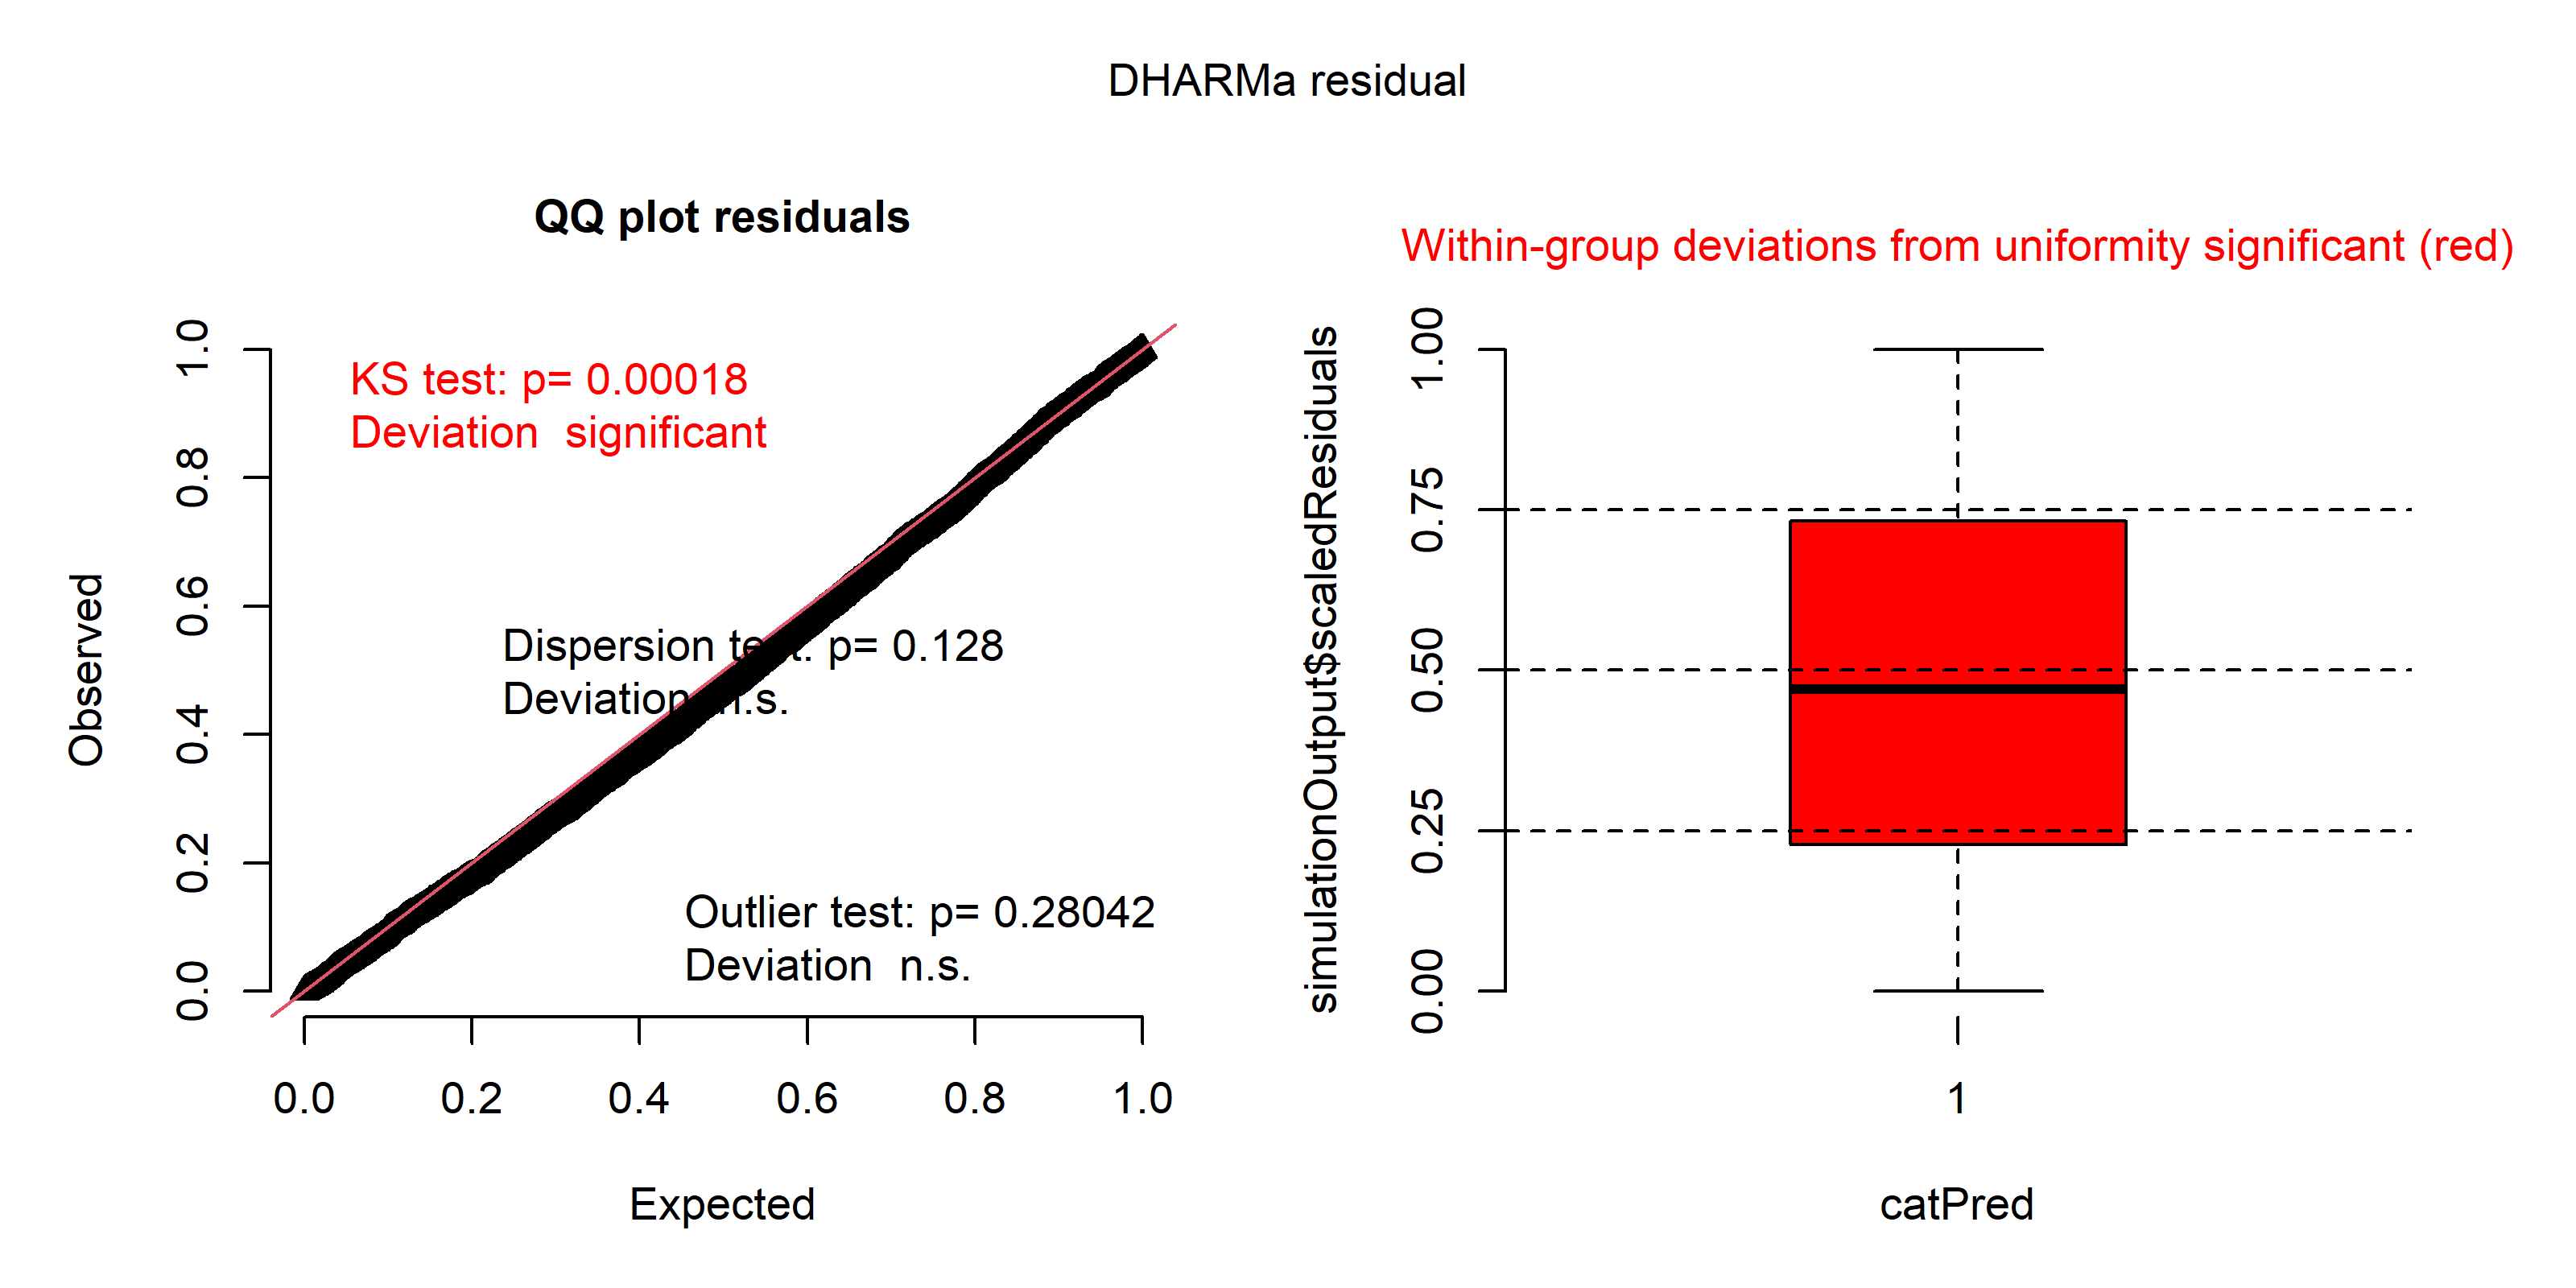 DHARMa residual
QQ plot residuals
KS test: p= 0.00018
Deviation  significant
Dispersion test: p= 0.128
Deviation n.s.
Outlier test: p= 0.28042
Deviation  n.s.
Observed
0.0 0.2 0.4 0.6 0.8 1.0
0.0 0.2 0.4 0.6 0.8 1.0
Expected
Within-group deviations from uniformity significant (red)
simulationOutput$scaledResiduals
0.00 0.25 0.50 0.75 1.00
1
catPred